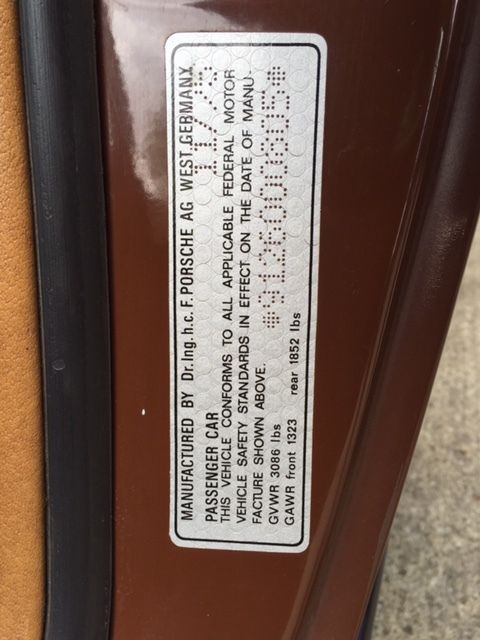 MANUFACTURED BY Dr.Ing.h.c.F.PORSCHE AG WEST GERMANY
11/75
PASSENGER CAR
THIS VEHICLE CONFORMS TO ALL APPLICABLE FEDERAL MOTOR
VEHICLE SAFETY STANDARDS IN EFFECT ON THE DATE OF MANU-
FACTURE SHOWN ABOVE.
*9126000805*
GVWR 3086 lbs
GAWR front 1323 rear 1852 lbs